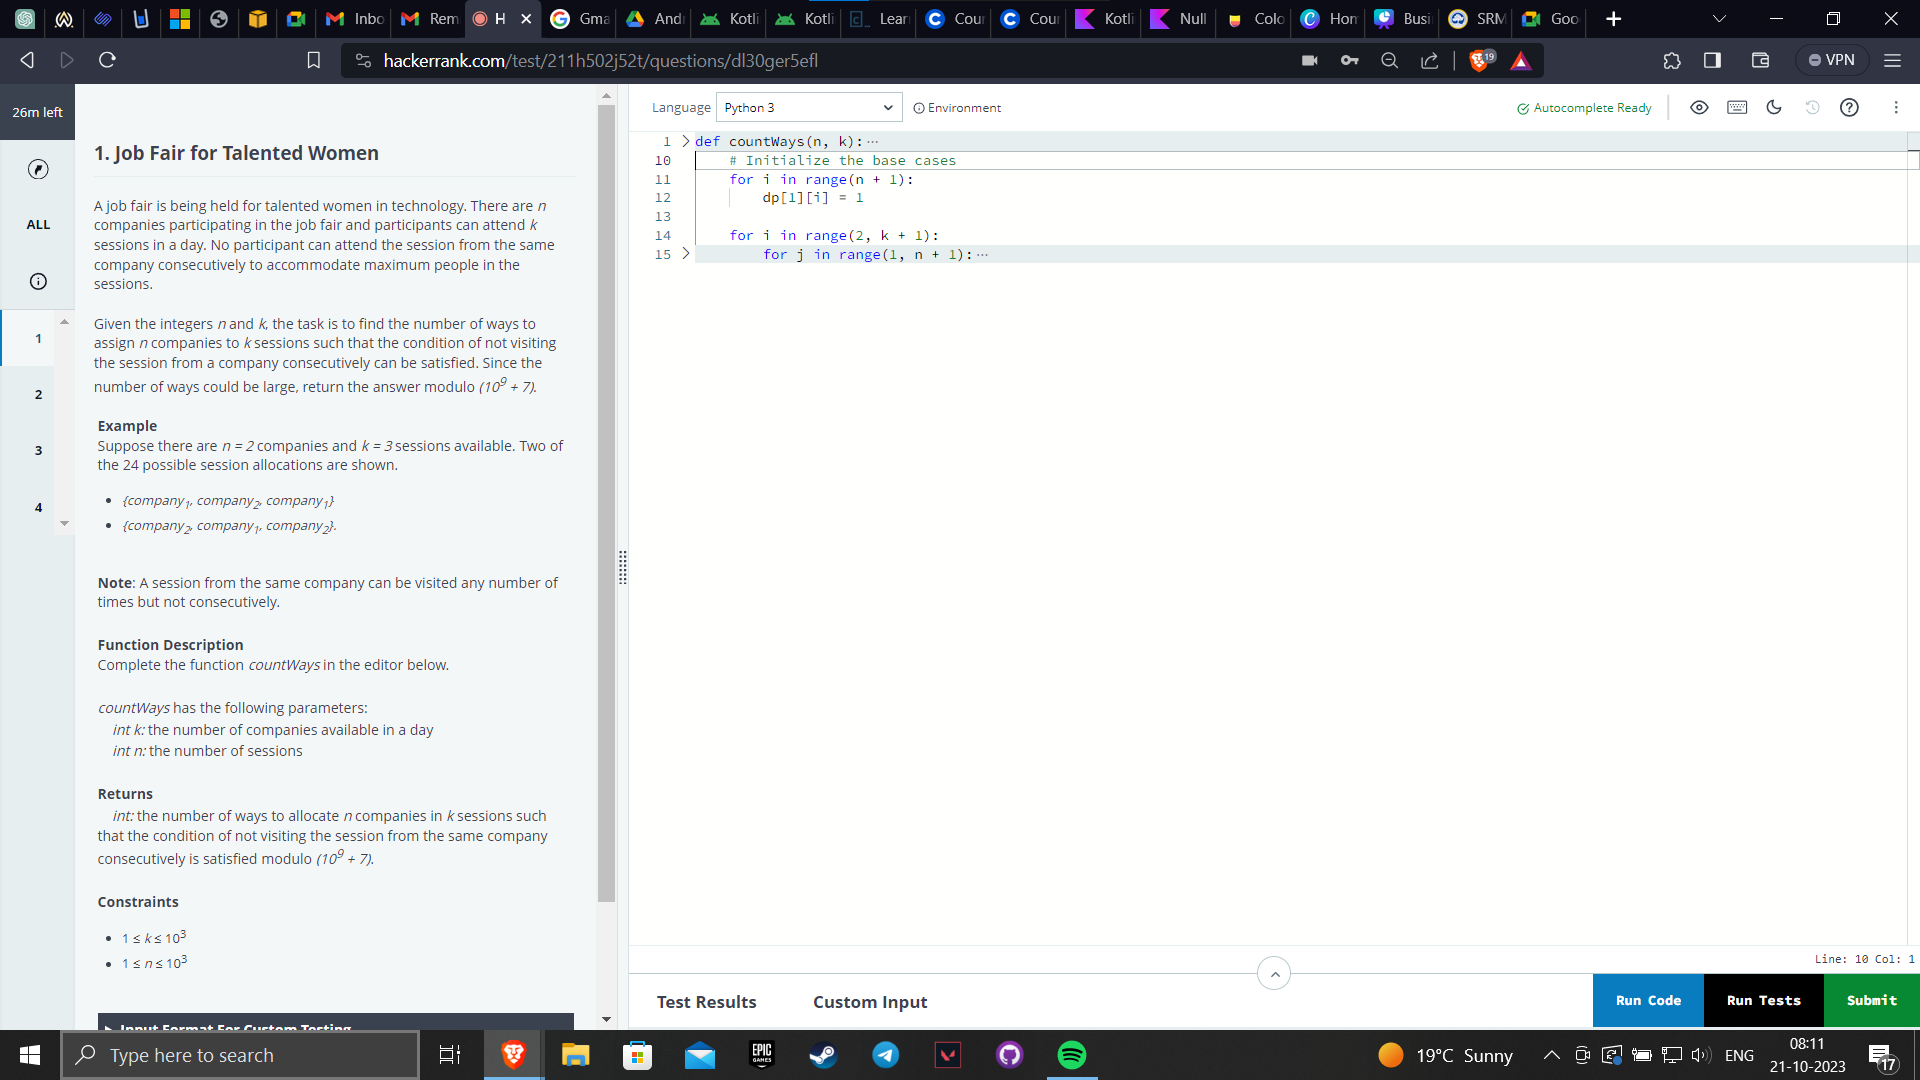 Inbo
Rem
H
Gma
And
Kotli
Kotli
Lear
Cour
Cour
Kotli
Null
Colo
Hom
Busi
SRM
Goo
hackerrank.com/test/211h502j52t/questions/dl30ger5efl
19
VPN
26m left
ALL
1
2
3
4
1. Job Fair for Talented Women
A job fair is being held for talented women in technology. There are n
companies participating in the job fair and participants can attend k
sessions in a day. No participant can attend the session from the same
company consecutively to accommodate maximum people in the
sessions.
Given the integers n and k, the task is to find the number of ways to
assign n companies to k sessions such that the condition of not visiting
the session from a company consecutively can be satisfied. Since the
number of ways could be large, return the answer modulo (10^9 + 7).
Example
Suppose there are n = 2 companies and k = 3 sessions available. Two of
the 24 possible session allocations are shown.
• {company1, company2, company1}
• {company2, company1, company2}.
Note: A session from the same company can be visited any number of
times but not consecutively.
Function Description
Complete the function countWays in the editor below.
countWays has the following parameters:
int k: the number of companies available in a day
int n: the number of sessions
Returns
int: the number of ways to allocate n companies in k sessions such
that the condition of not visiting the session from the same company
consecutively is satisfied modulo (10^9 + 7).
Constraints
• 1 ≤ k ≤ 10^3
• 1 ≤ n ≤ 10^3
Input Format For Custom Testing
Language Python 3 Environment
Autocomplete Ready
1 def countWays(n, k):···
10 # Initialize the base cases
11 for i in range(n + 1):
12 dp[1][i] = 1
13
14 for i in range(2, k + 1):
15 for j in range(1, n + 1):···
Line: 10 Col: 1
Test Results Custom Input
Run Code Run Tests Submit
Type here to search
EPIC GAMES
19°C Sunny
ENG
08:11
21-10-2023
17